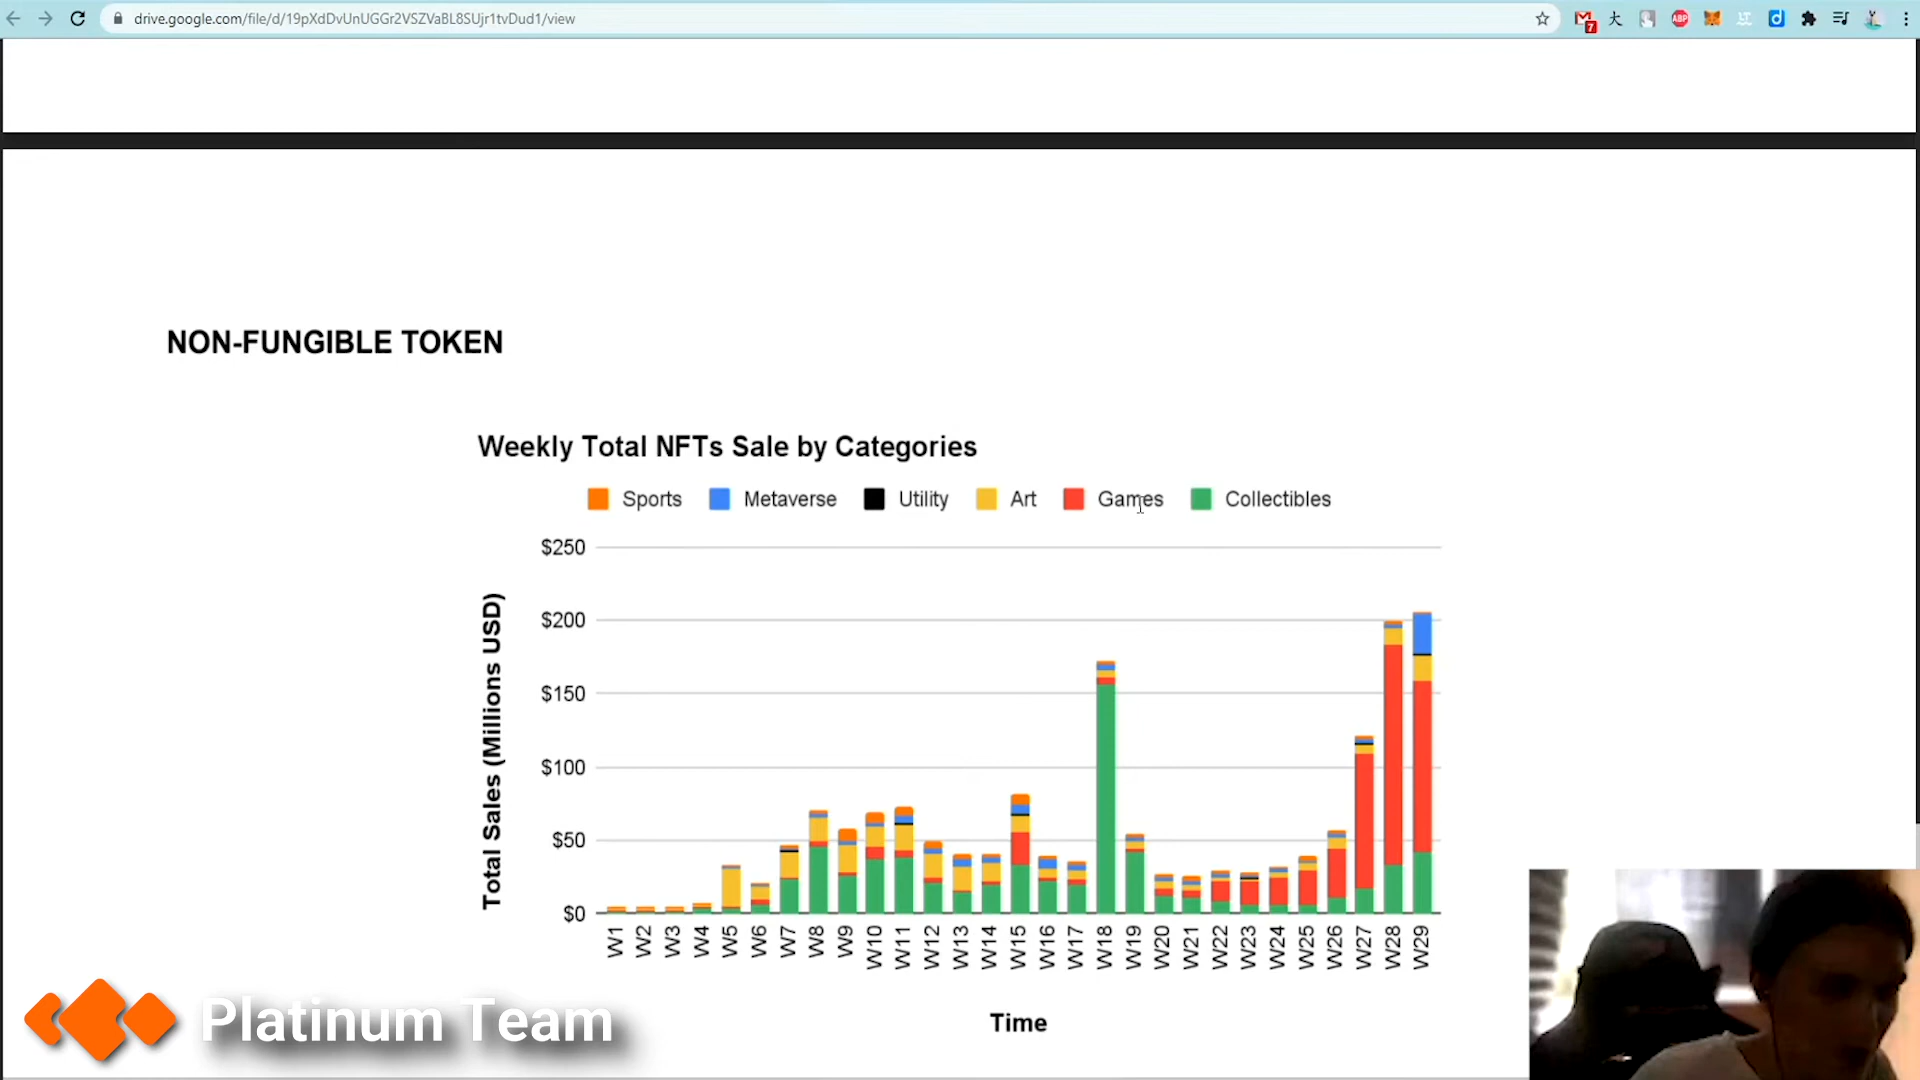 drive.google.com/file/d/19pXdDvUnUGGr2VSZVaBL8SUjr1tvDud1/view
7
大
ABP
NON-FUNGIBLE TOKEN
Weekly Total NFTs Sale by Categories
Sports Metaverse Utility Art Games Collectibles
$250
$200
$150
$100
$50
$0
Total Sales (Millions USD)
W1 W2 W3 W4 W5 W6 W7 W8 W9 W10 W11 W12 W13 W14 W15 W16 W17 W18 W19 W20 W21 W22 W23 W24 W25 W26 W27 W28 W29
Time
Platinum Team